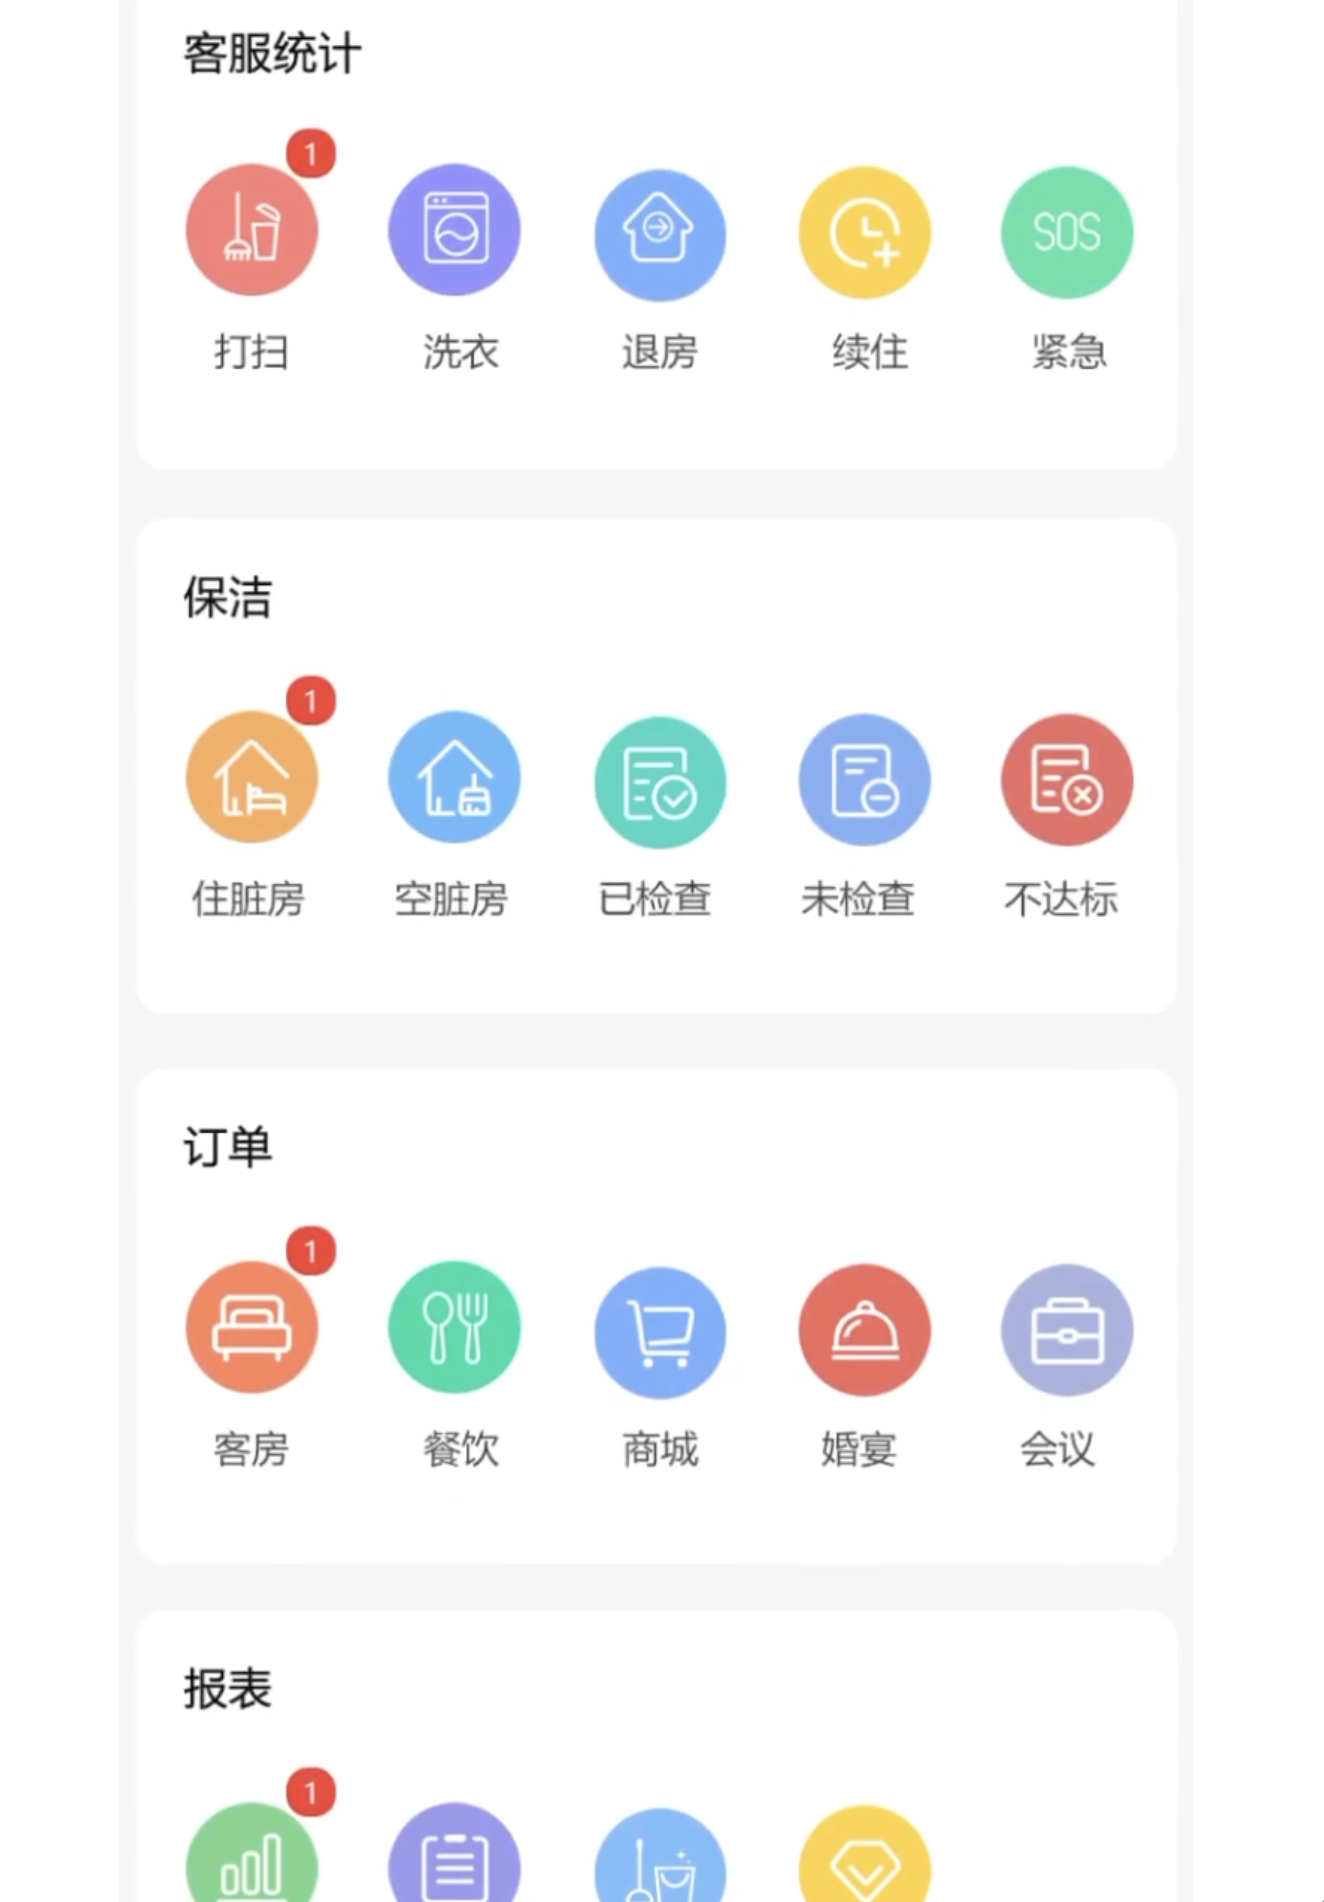 客服统计
1
SOS
打扫 洗衣 退房 续住 紧急
保洁
1
住脏房 空脏房 已检查 未检查 不达标
订单
1
客房 餐饮 商城 婚宴 会议
报表
1